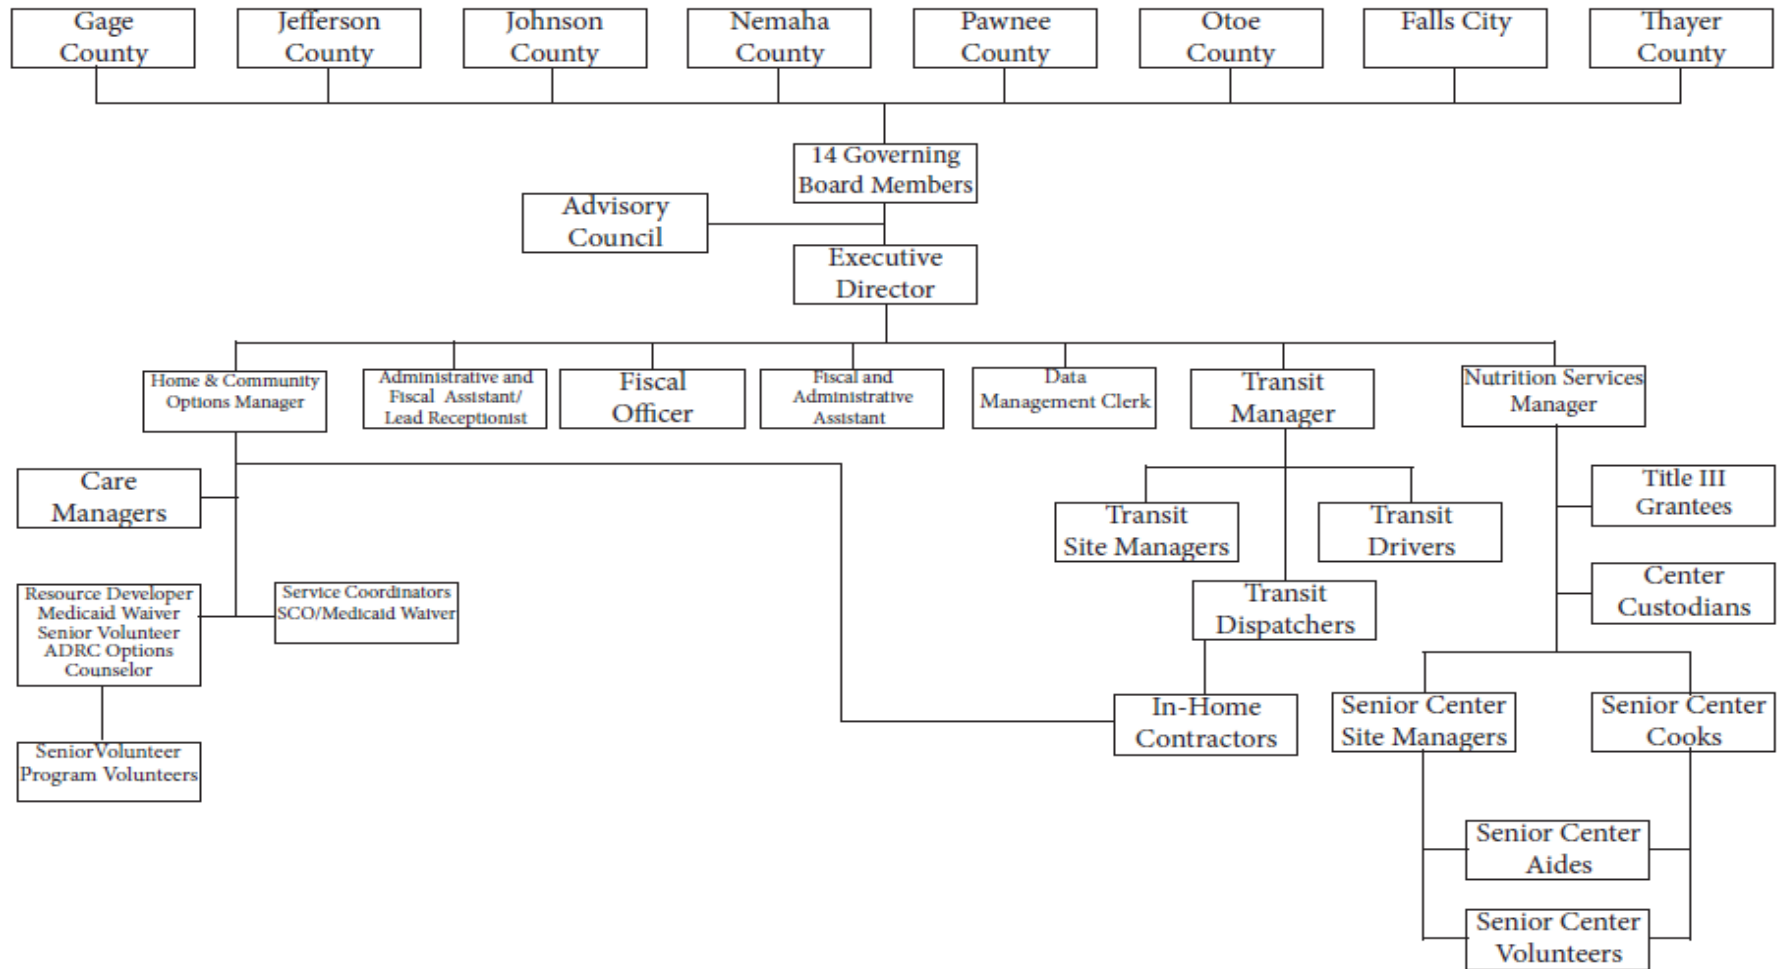 Gage
County
Jefferson
County
Johnson
County
Nemaha
County
Pawnee
County
Otoe
County
Falls City
Thayer
County
14 Governing
Board Members
Advisory
Council
Executive
Director
Home & Community
Options Manager
Administrative and
Fiscal Assistant/
Lead Receptionist
Fiscal
Officer
Fiscal and
Administrative
Assistant
Data
Management Clerk
Transit
Manager
Nutrition Services
Manager
Care
Managers
Title III
Grantees
Transit
Site Managers
Transit
Drivers
Resource Developer
Medicaid Waiver
Senior Volunteer
ADRC Options
Counselor
Service Coordinators
SCO/Medicaid Waiver
Transit
Dispatchers
Center
Custodians
In-Home
Contractors
Senior Center
Site Managers
Senior Center
Cooks
SeniorVolunteer
Program Volunteers
Senior Center
Aides
Senior Center
Volunteers